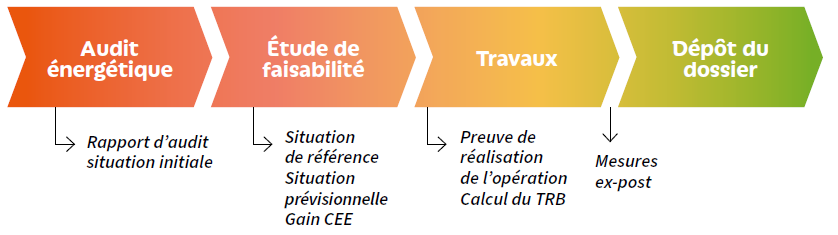 Audit
énergétique
Étude de
faisabilité
Travaux
Dépôt du
dossier
Rapport d’audit
situation initiale
Situation
de référence
Situation
prévisionnelle
Gain CEE
Preuve de
réalisation
de l’opération
Calcul du TRB
Mesures
ex-post